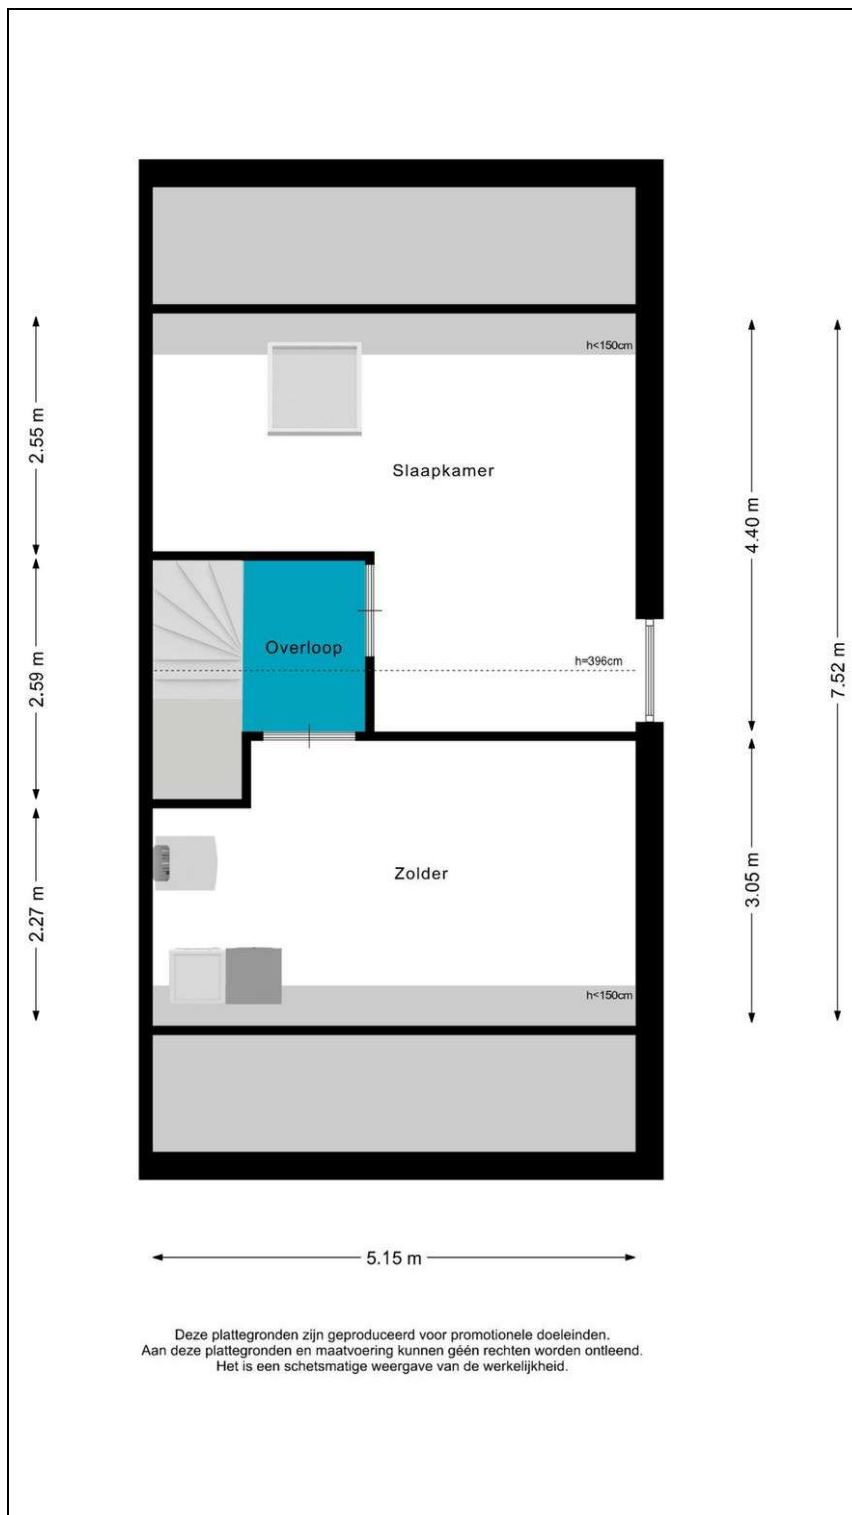 h<150cm
2.55 m
Slaapkamer
4.40 m
Overloop
h=396cm
2.59 m
7.52 m
Zolder
3.05 m
2.27 m
h<150cm
5.15 m
Deze plattegronden zijn geproduceerd voor promotionele doeleinden.
Aan deze plattegronden en maatvoering kunnen géén rechten worden ontleend.
Het is een schetsmatige weergave van de werkelijkheid.